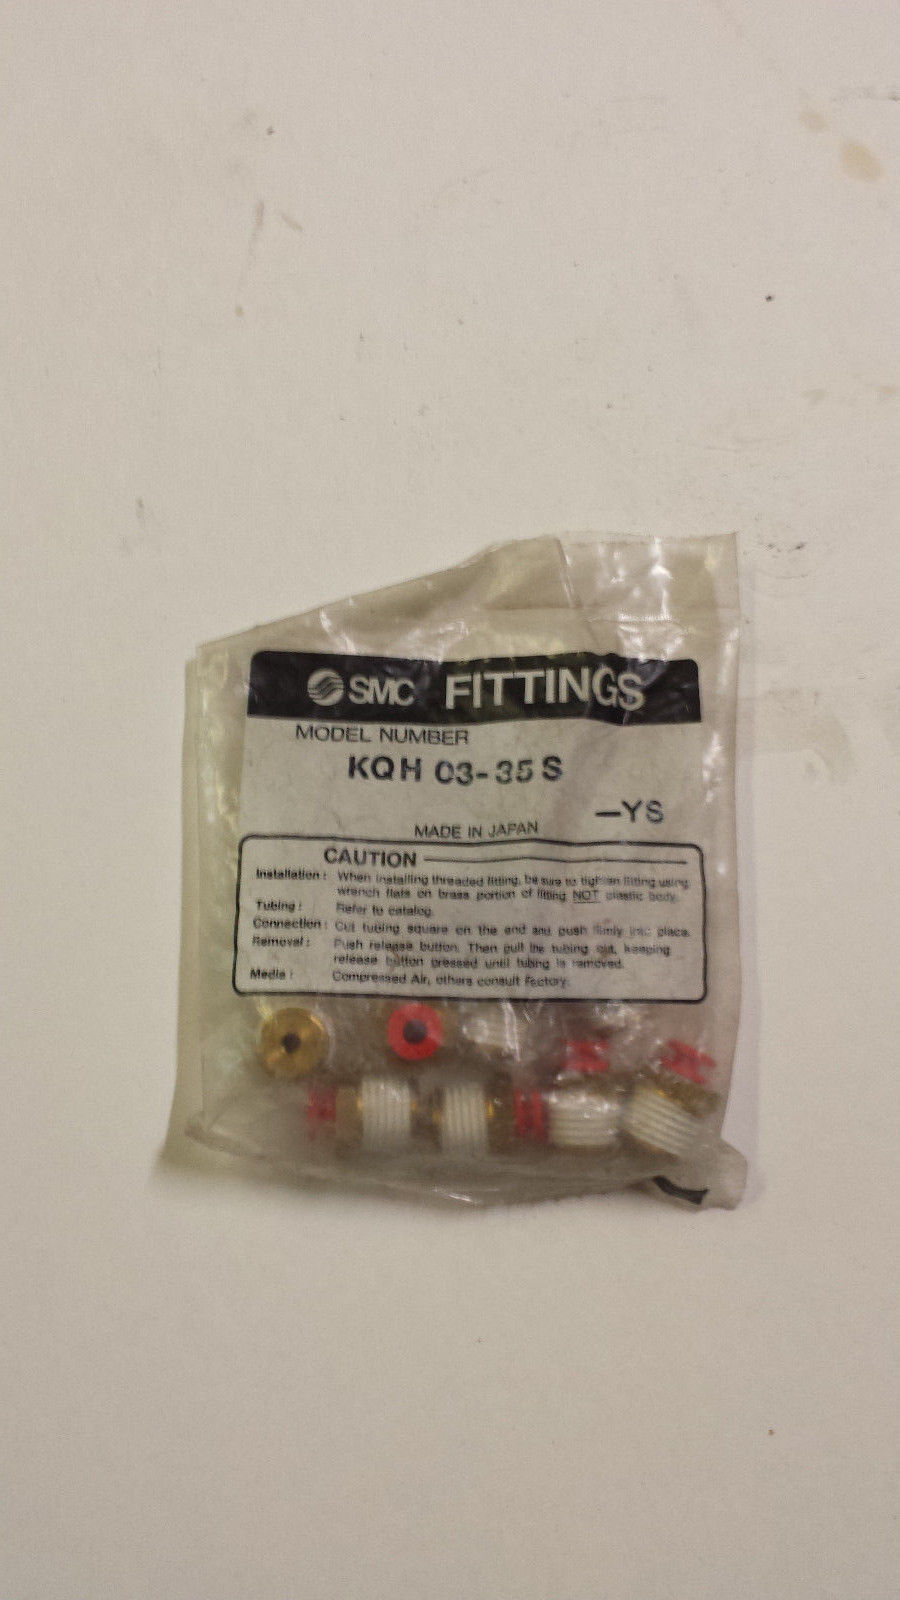 SMC FITTINGS
MODEL NUMBER
KQH 03-35 S
-YS
MADE IN JAPAN
CAUTION
Installation: When installing threaded fitting, be sure to tighten fitting using
wrench flats on brass portion of fitting NOT plastic body.
Tubing: Refer to catalog.
Connection: Cut tubing square on the end and push firmly into place.
Removal: Push release button. Then pull the tubing out, keeping
release button pressed until tubing is removed.
Media: Compressed Air, others consult factory.